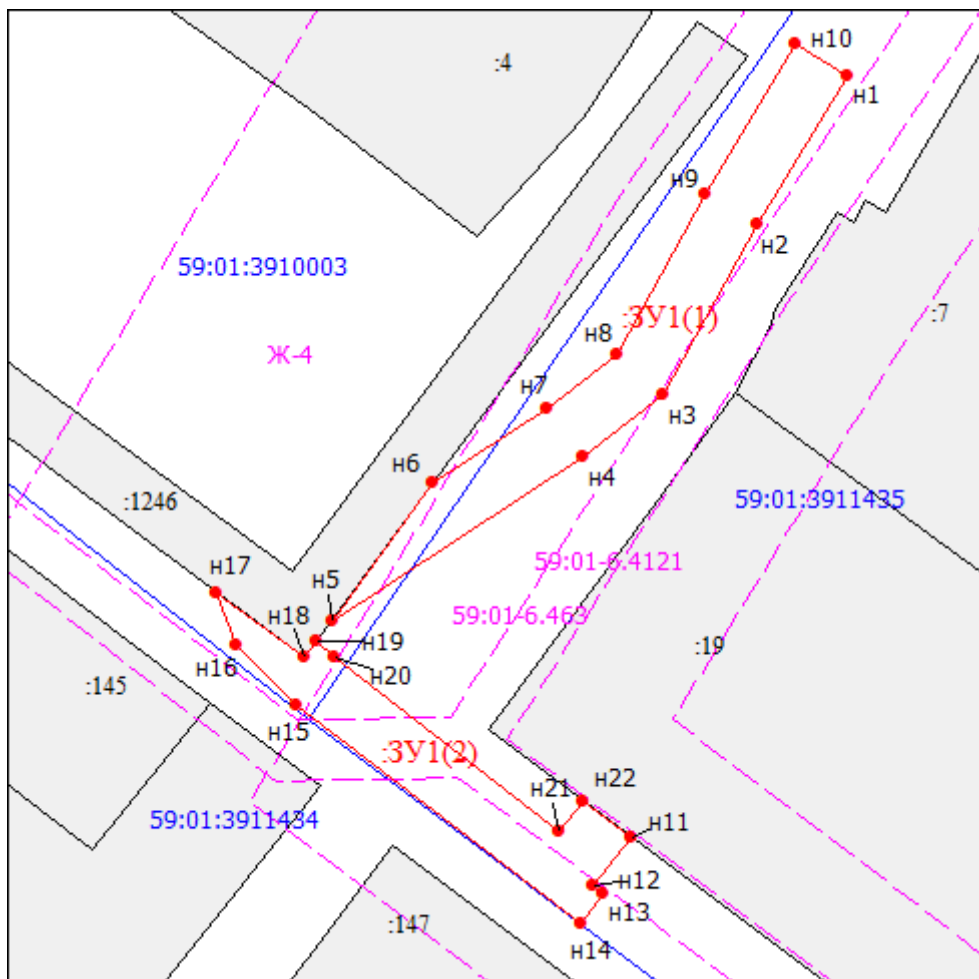 н10
:4
н1
н9
н2
59:01:3910003
:ЗУ1(1)
:7
н8
Ж-4
н7
н3
н4
н6
:1246
59:01:3911435
59:01-6.4121
н17
н5
59:01-6.463
н18
н19
:19
н16
н20
:145
н15
:ЗУ1(2)
н22
н21
59:01:3911434
н11
н12
н13
:147
н14